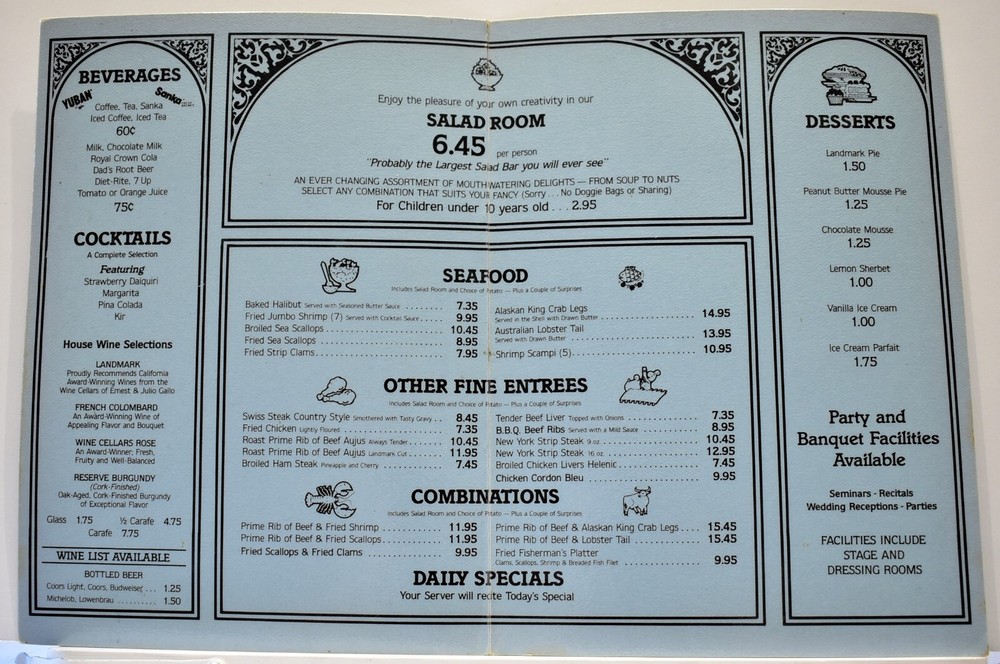 BEVERAGES
YUBAN
Sanka
Coffee, Tea, Sanka
Iced Coffee, Iced Tea
60¢
Milk, Chocolate Milk
Royal Crown Cola
Dad's Root Beer
Diet-Rite, 7 Up
Tomato or Orange Juice
75¢
COCKTAILS
A Complete Selection
Featuring
Strawberry Daiquiri
Margarita
Pina Colada
Kir
House Wine Selections
LANDMARK
Proudly Recommends California
Award-Winning Wines from the
Wine Cellars of Ernest & Julio Gallo
FRENCH COLOMBARD
An Award-Winning Wine of
Appealing Flavor and Bouquet
WINE CELLARS ROSE
An Award-Winner; Fresh,
Fruity and Well-Balanced
RESERVE BURGUNDY
(Cork-Finished)
Oak-Aged, Cork-Finished Burgundy
of Exceptional Flavor
Glass 1.75 ½ Carafe 4.75
Carafe 7.75
WINE LIST AVAILABLE
BOTTLED BEER
Coors Light, Coors, Budweiser . . . 1.25
Michelob, Lowenbrau . . . . . . . . . . 1.50
Enjoy the pleasure of your own creativity in our
SALAD ROOM
6.45 per person
"Probably the Largest Salad Bar you will ever see"
AN EVER CHANGING ASSORTMENT OF MOUTH WATERING DELIGHTS — FROM SOUP TO NUTS
SELECT ANY COMBINATION THAT SUITS YOUR FANCY (Sorry . . . No Doggie Bags or Sharing)
For Children under 10 years old . . . 2.95
SEAFOOD
Includes Salad Room and Choice of Potato — Plus a Couple of Surprises
Baked Halibut Served with Seasoned Butter Sauce . . . . . . . . 7.35
Fried Jumbo Shrimp (7) Served with Cocktail Sauce . . . . . 9.95
Broiled Sea Scallops . . . . . . . . . . . . . . . . . . . . 10.45
Fried Sea Scallops . . . . . . . . . . . . . . . . . . . . 8.95
Fried Strip Clams . . . . . . . . . . . . . . . . . . . . 7.95
Alaskan King Crab Legs
Served in the Shell with Drawn Butter . . . . . . . . . . . . . . 14.95
Australian Lobster Tail
Served with Drawn Butter . . . . . . . . . . . . . . . . . . . . 13.95
Shrimp Scampi (5) . . . . . . . . . . . . . . . . . . . . 10.95
OTHER FINE ENTREES
Includes Salad Room and Choice of Potato — Plus a Couple of Surprises
Swiss Steak Country Style Smothered with Tasty Gravy . . 8.45
Fried Chicken Lightly Floured . . . . . . . . . . . . . . . . 7.35
Roast Prime Rib of Beef Aujus Always Tender . . . . . . 10.45
Roast Prime Rib of Beef Aujus Landmark Cut . . . . . . 11.95
Broiled Ham Steak Pineapple and Cherry . . . . . . . . . . . 7.45
Tender Beef Liver Topped with Onions . . . . . . . . . . . . . . 7.35
B.B.Q. Beef Ribs Served with a Mild Sauce . . . . . . . . . . . . 8.95
New York Strip Steak 9 oz. . . . . . . . . . . . . . . . . . . 10.45
New York Strip Steak 16 oz. . . . . . . . . . . . . . . . . . 12.95
Broiled Chicken Livers Helenic . . . . . . . . . . . . . . 7.45
Chicken Cordon Bleu . . . . . . . . . . . . . . . . . . . . 9.95
COMBINATIONS
Includes Salad Room and Choice of Potato — Plus a Couple of Surprises
Prime Rib of Beef & Fried Shrimp . . . . . . . . . . . 11.95
Prime Rib of Beef & Fried Scallops . . . . . . . . . . 11.95
Fried Scallops & Fried Clams . . . . . . . . . . . . . . 9.95
Prime Rib of Beef & Alaskan King Crab Legs . . . . 15.45
Prime Rib of Beef & Lobster Tail . . . . . . . . . . . . . 15.45
Fried Fisherman's Platter
Clams, Scallops, Shrimp & Breaded Fish Filet . . . . . . . . . . . . 9.95
DAILY SPECIALS
Your Server will recite Today's Special
DESSERTS
Landmark Pie
1.50
Peanut Butter Mousse Pie
1.25
Chocolate Mousse
1.25
Lemon Sherbet
1.00
Vanilla Ice Cream
1.00
Ice Cream Parfait
1.75
Party and
Banquet Facilities
Available
Seminars - Recitals
Wedding Receptions - Parties
FACILITIES INCLUDE
STAGE AND
DRESSING ROOMS